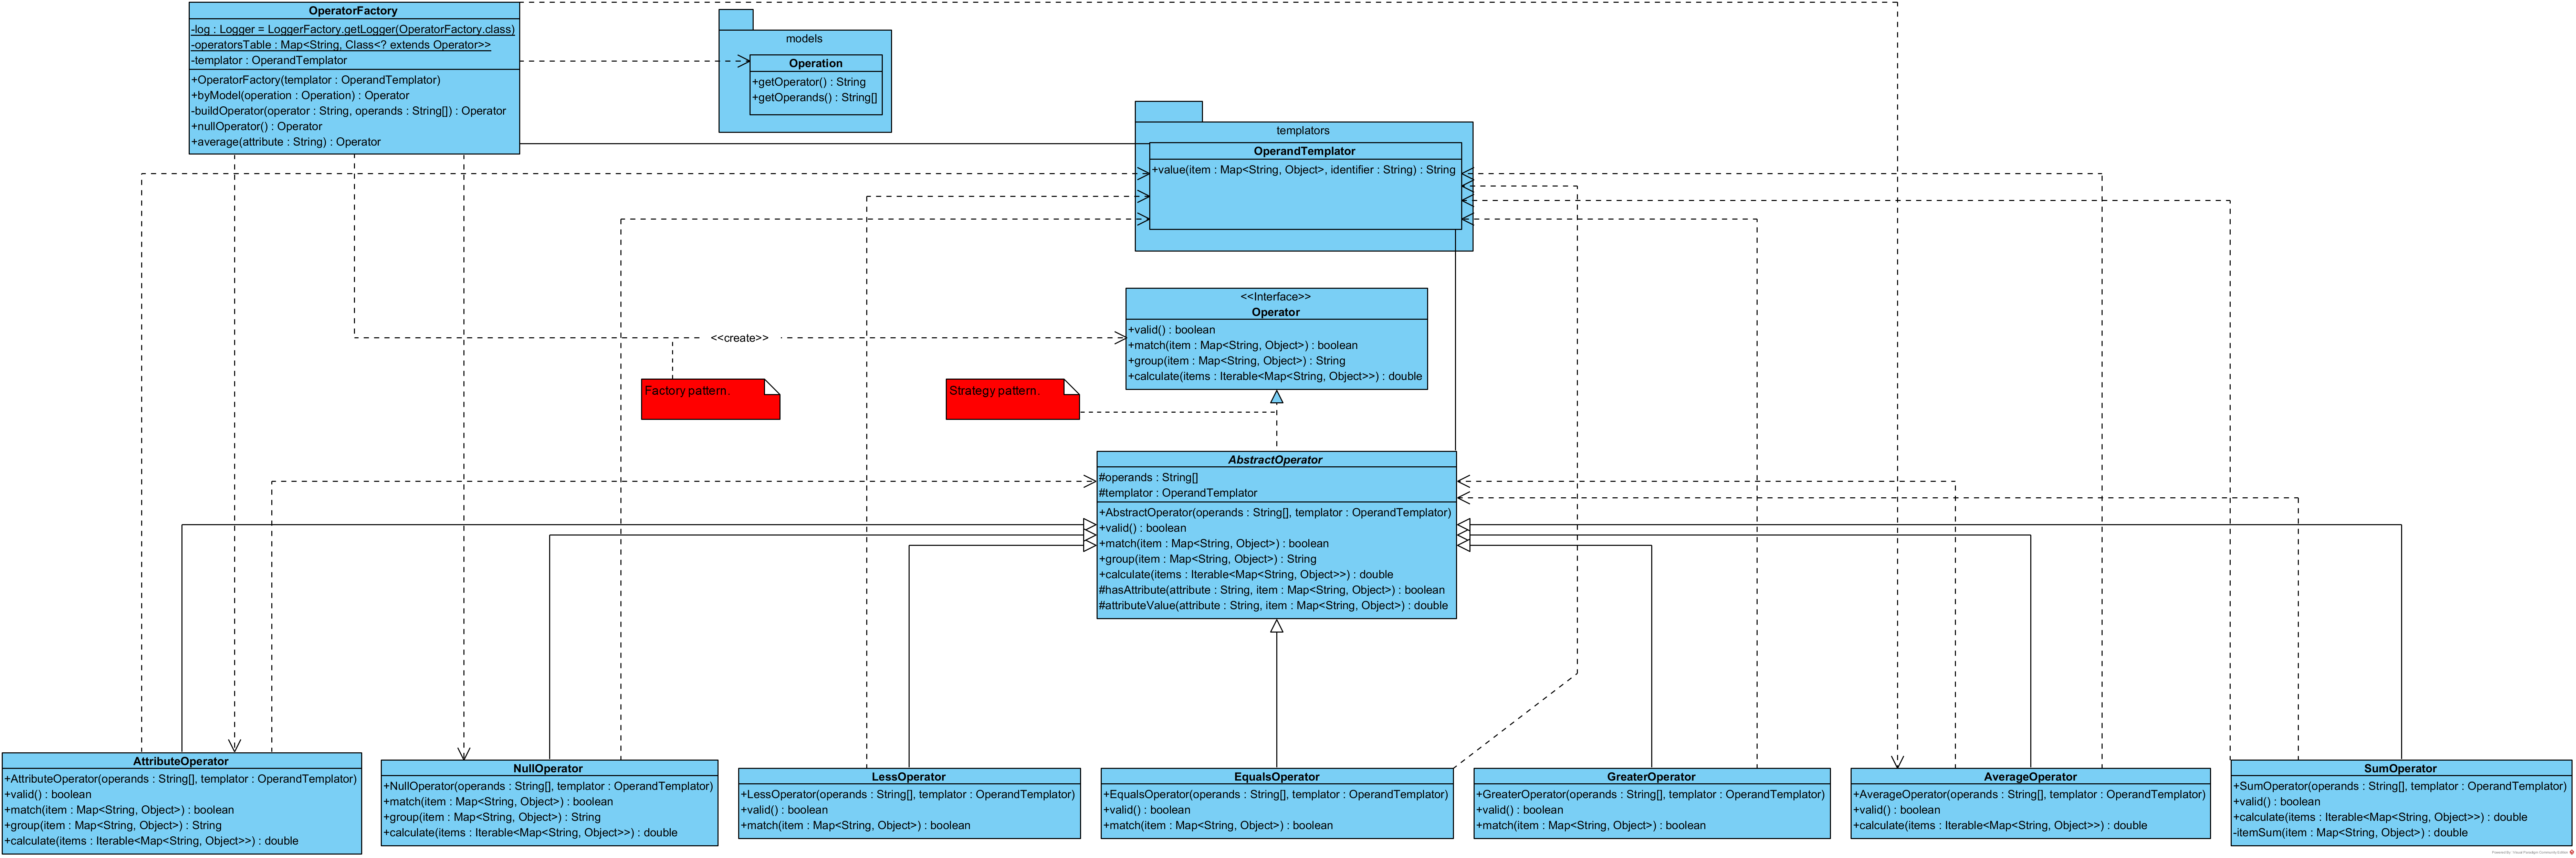 OperatorFactory
-log : Logger = LoggerFactory.getLogger(OperatorFactory.class)
-operatorsTable : Map<String, Class<? extends Operator>>
-templator : OperandTemplator
+OperatorFactory(templator : OperandTemplator)
+byModel(operation : Operation) : Operator
-buildOperator(operator : String, operands : String[]) : Operator
+nullOperator() : Operator
+average(attribute : String) : Operator
models
Operation
+getOperator() : String
+getOperands() : String[]
templators
OperandTemplator
+value(item : Map<String, Object>, identifier : String) : String
<<Interface>>
Operator
+valid() : boolean
+match(item : Map<String, Object>) : boolean
+group(item : Map<String, Object>) : String
+calculate(items : Iterable<Map<String, Object>>) : double
<<create>>
Factory pattern.
Strategy pattern.
AbstractOperator
#operands : String[]
#templator : OperandTemplator
+AbstractOperator(operands : String[], templator : OperandTemplator)
+valid() : boolean
+match(item : Map<String, Object>) : boolean
+group(item : Map<String, Object>) : String
+calculate(items : Iterable<Map<String, Object>>) : double
#hasAttribute(attribute : String, item : Map<String, Object>) : boolean
#attributeValue(attribute : String, item : Map<String, Object>) : double
AttributeOperator
+AttributeOperator(operands : String[], templator : OperandTemplator)
+valid() : boolean
+match(item : Map<String, Object>) : boolean
+group(item : Map<String, Object>) : String
+calculate(items : Iterable<Map<String, Object>>) : double
NullOperator
+NullOperator(operands : String[], templator : OperandTemplator)
+match(item : Map<String, Object>) : boolean
+group(item : Map<String, Object>) : String
+calculate(items : Iterable<Map<String, Object>>) : double
LessOperator
+LessOperator(operands : String[], templator : OperandTemplator)
+valid() : boolean
+match(item : Map<String, Object>) : boolean
EqualsOperator
+EqualsOperator(operands : String[], templator : OperandTemplator)
+valid() : boolean
+match(item : Map<String, Object>) : boolean
GreaterOperator
+GreaterOperator(operands : String[], templator : OperandTemplator)
+valid() : boolean
+match(item : Map<String, Object>) : boolean
AverageOperator
+AverageOperator(operands : String[], templator : OperandTemplator)
+valid() : boolean
+calculate(items : Iterable<Map<String, Object>>) : double
SumOperator
+SumOperator(operands : String[], templator : OperandTemplator)
+valid() : boolean
+calculate(items : Iterable<Map<String, Object>>) : double
-itemSum(item : Map<String, Object>) : double